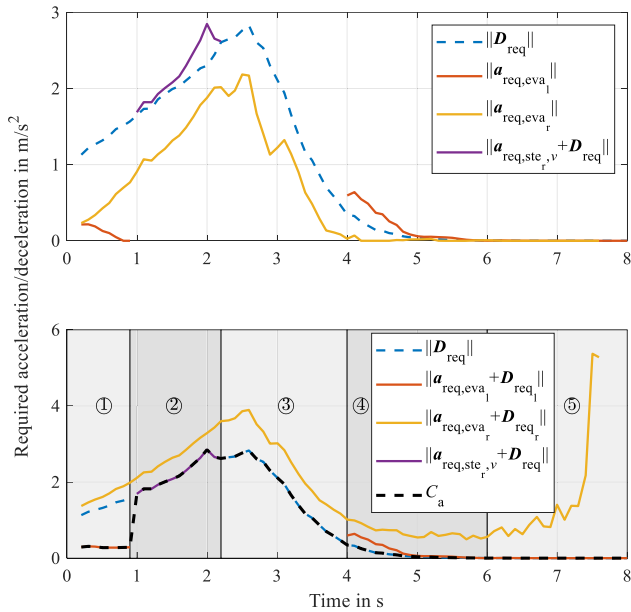 Required acceleration/deceleration in m/s²
3
2
1
0
0 1 2 3 4 5 6 7 8
||D_req||
||a_req,eva_l||
||a_req,eva_r||
||a_req,ste_r,v+D_req||
6
4
2
0
① ② ③ ④ ⑤
||D_req||
||a_req,eva_l+D_req_l||
||a_req,eva_r+D_req_r||
||a_req,ste_r,v+D_req||
C_a
0 1 2 3 4 5 6 7 8
Time in s